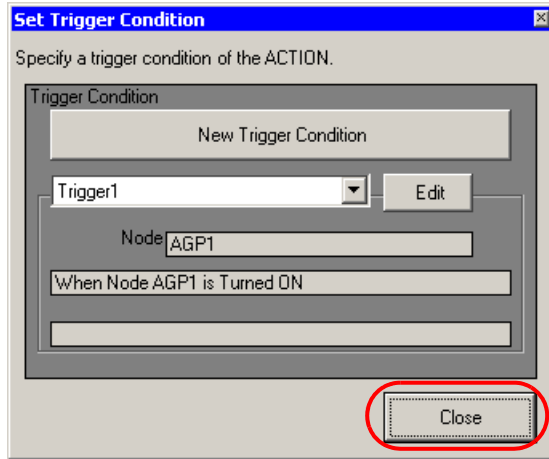 Set Trigger Condition
Specify a trigger condition of the ACTION.
Trigger Condition
New Trigger Condition
Trigger1
Edit
Node AGP1
When Node AGP1 is Turned ON
Close